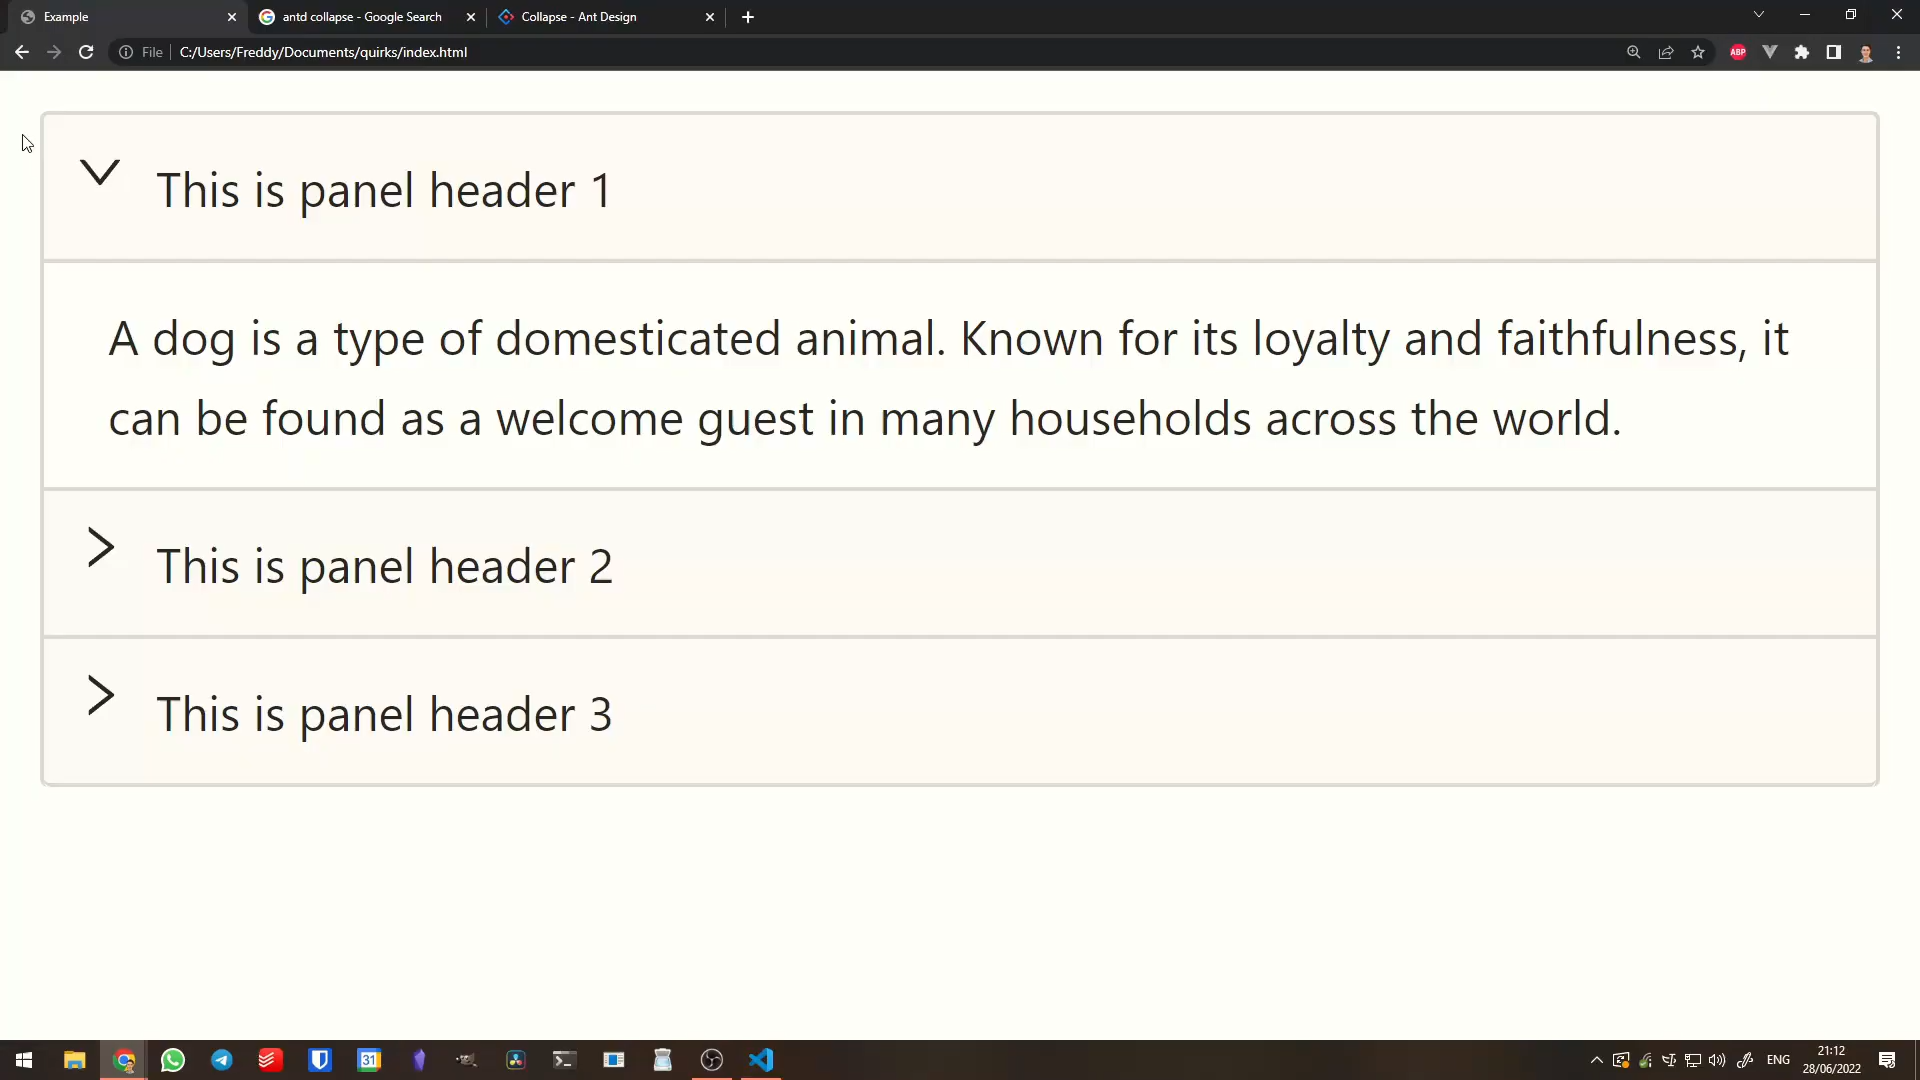 Example
antd collapse - Google Search
Collapse - Ant Design
File
C:/Users/Freddy/Documents/quirks/index.html
ABP
This is panel header 1
A dog is a type of domesticated animal. Known for its loyalty and faithfulness, it
can be found as a welcome guest in many households across the world.
This is panel header 2
This is panel header 3
31
ENG
21:12
28/06/2022